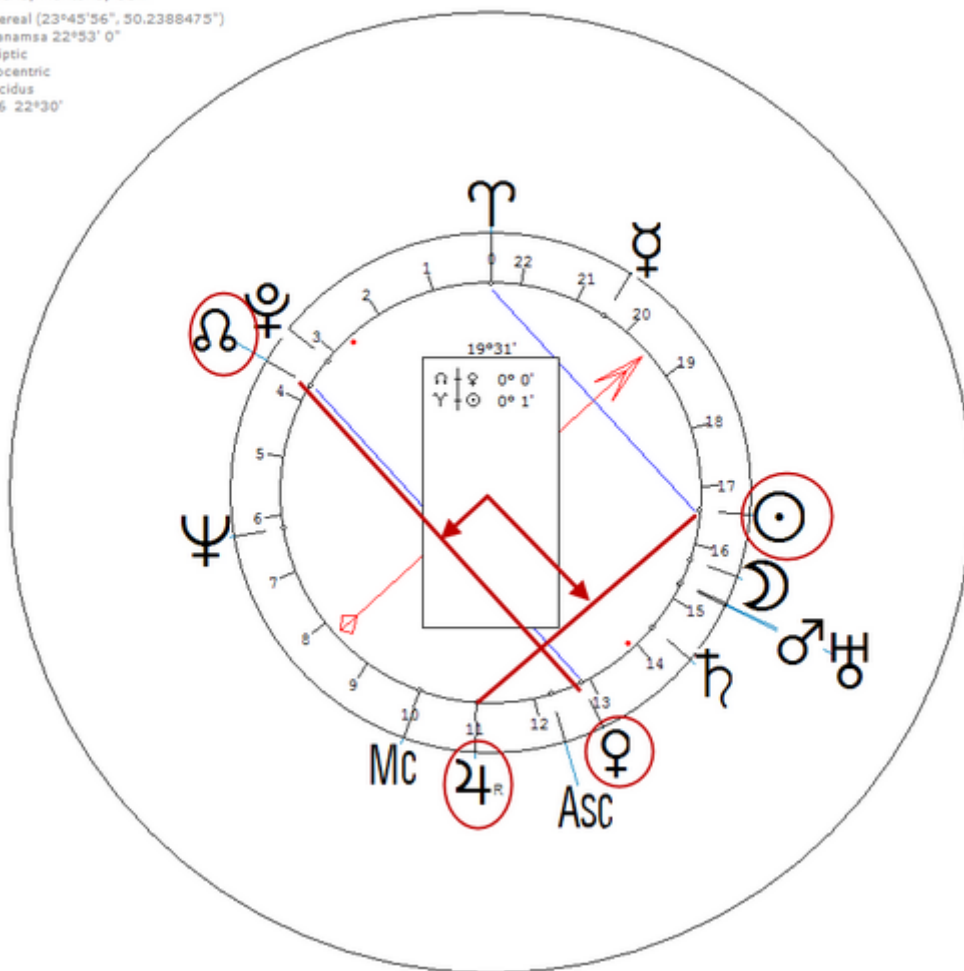 ereal (23°45'56", 50.2388475")
anamsa 22°53' 0"
iptic
ocentric
cidus
22°30'
♈
☿
0 22
1 21
2 20
☊ ♇ 3 19
19°31'
☊ ♀ 0° 0'
♈ ☉ 0° 1'
4 18
5 17
☉
♆ 6 16
☽
7 15
♂ ♅
8 14
♄
9 13
10 11 12
♀
Mc ♃ R Asc